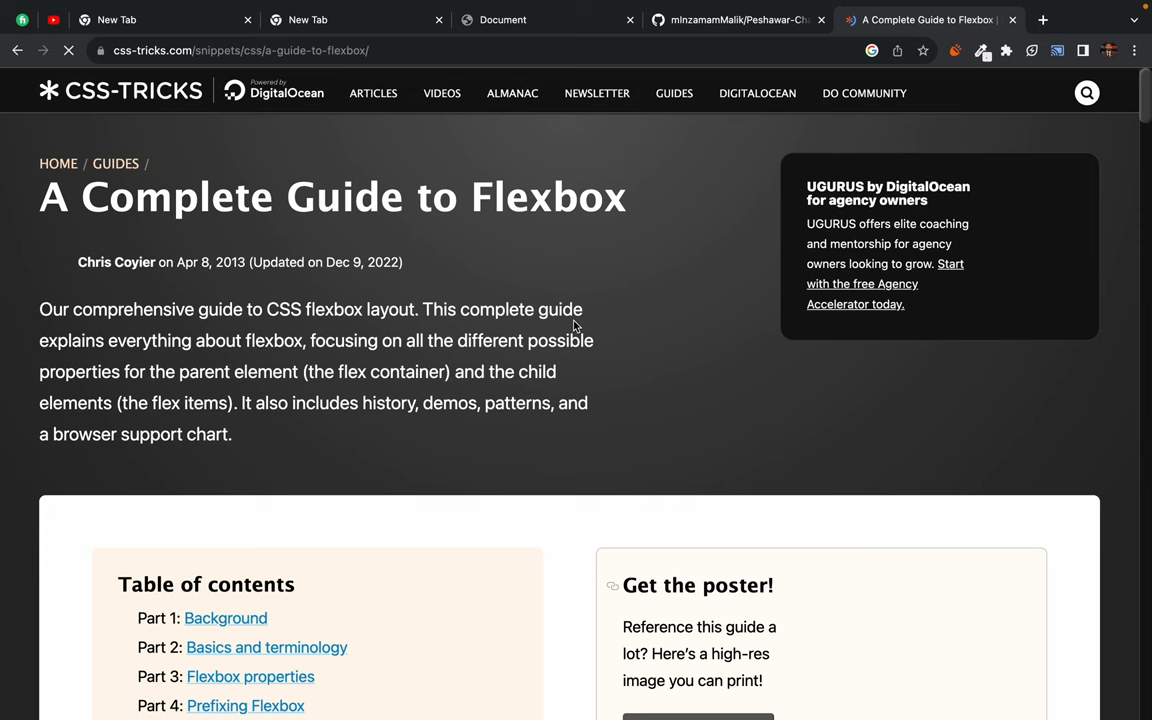 New Tab
New Tab
Document
mInzamamMalik/Peshawar-Cha
A Complete Guide to Flexbox |
css-tricks.com/snippets/css/a-guide-to-flexbox/
CSS-TRICKS
Powered by
DigitalOcean
ARTICLES
VIDEOS
ALMANAC
NEWSLETTER
GUIDES
DIGITALOCEAN
DO COMMUNITY
HOME / GUIDES /
A Complete Guide to Flexbox
Chris Coyier on Apr 8, 2013 (Updated on Dec 9, 2022)
Our comprehensive guide to CSS flexbox layout. This complete guide
explains everything about flexbox, focusing on all the different possible
properties for the parent element (the flex container) and the child
elements (the flex items). It also includes history, demos, patterns, and
a browser support chart.
UGURUS by DigitalOcean
for agency owners
UGURUS offers elite coaching
and mentorship for agency
owners looking to grow. Start
with the free Agency
Accelerator today.
Table of contents
Part 1: Background
Part 2: Basics and terminology
Part 3: Flexbox properties
Part 4: Prefixing Flexbox
Get the poster!
Reference this guide a
lot? Here's a high-res
image you can print!